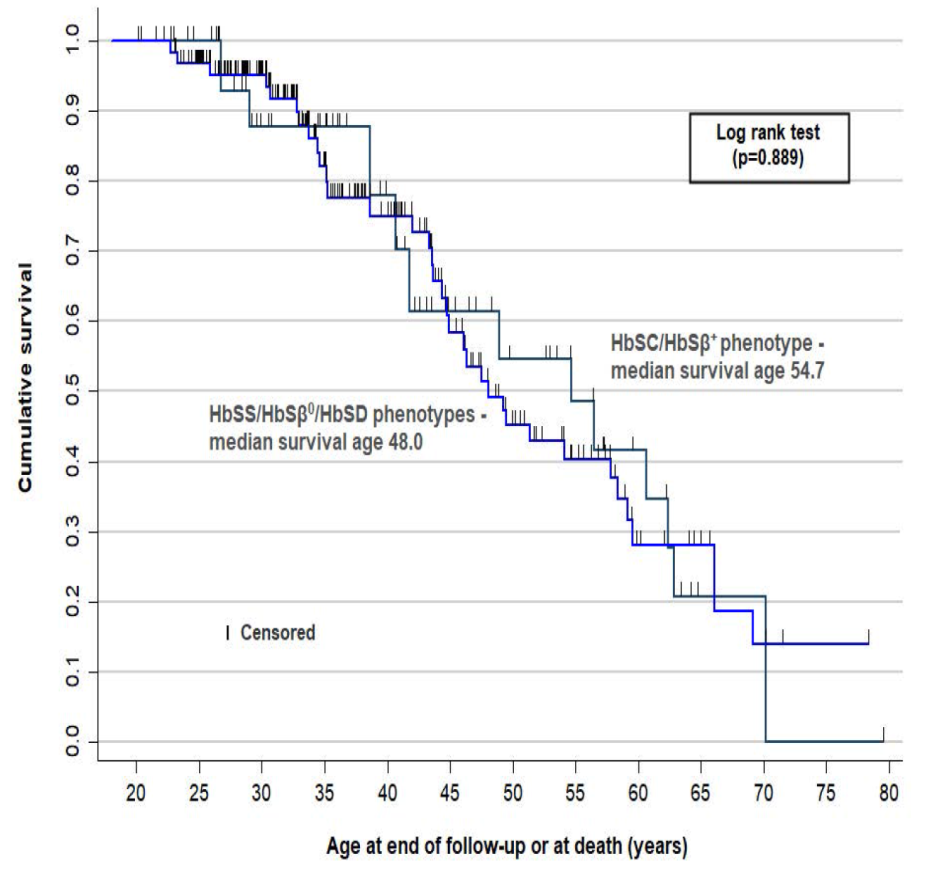 1.0
0.9
0.8
0.7
0.6
0.5
0.4
0.3
0.2
0.1
0.0
Cumulative survival
Log rank test
(p=0.889)
HbSC/HbSβ⁺ phenotype -
median survival age 54.7
HbSS/HbSβ⁰/HbSD phenotypes -
median survival age 48.0
Censored
20 25 30 35 40 45 50 55 60 65 70 75 80
Age at end of follow-up or at death (years)